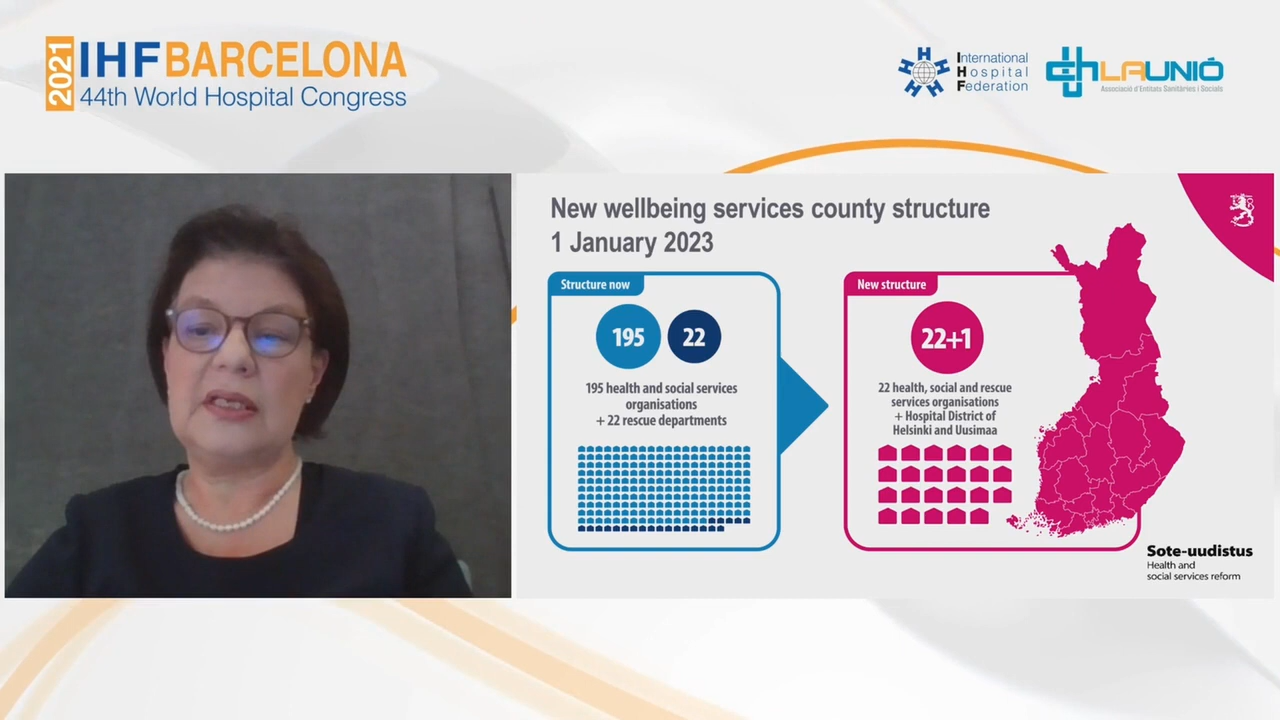 2021
IHF BARCELONA
44th World Hospital Congress
International
Hospital
Federation
LAUNIÓ
Associació d'Entitats Sanitàries i Socials
New wellbeing services county structure
1 January 2023
Structure now
195
22
195 health and social services
organisations
+ 22 rescue departments
New structure
22+1
22 health, social and rescue
services organisations
+ Hospital District of
Helsinki and Uusimaa
Sote-uudistus
Health and
social services reform